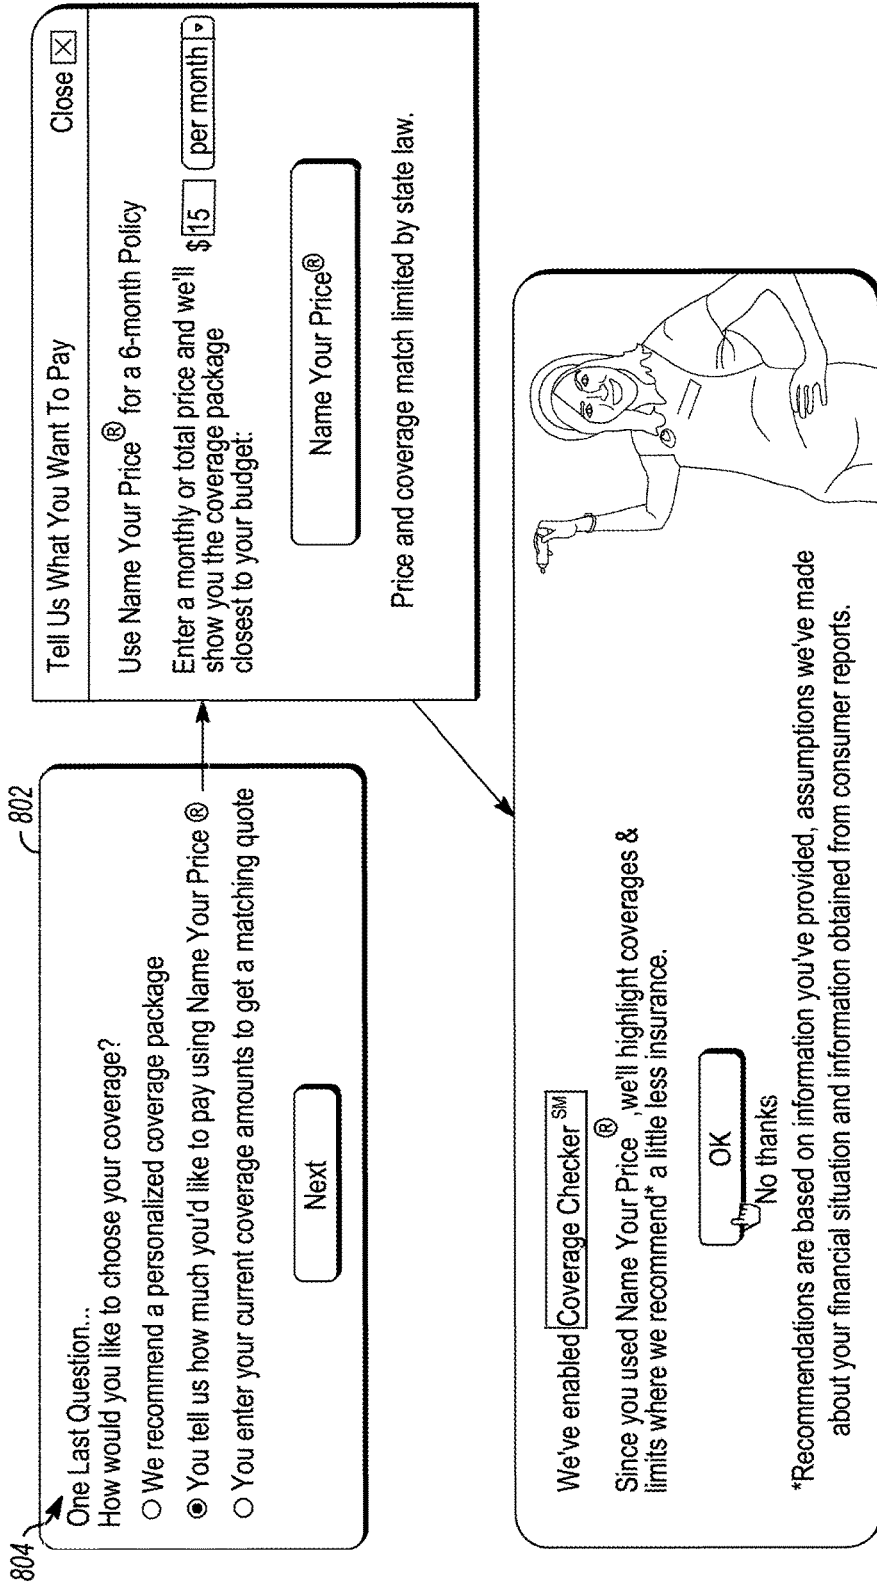 804
802
One Last Question...
How would you like to choose your coverage?
○ We recommend a personalized coverage package
◉ You tell us how much you'd like to pay using Name Your Price ®
○ You enter your current coverage amounts to get a matching quote
Next
Tell Us What You Want To Pay
Close ☒
Use Name Your Price® for a 6-month Policy
Enter a monthly or total price and we'll
show you the coverage package
closest to your budget:
$ 15 per month
Name Your Price®
Price and coverage match limited by state law.
We've enabled Coverage Checker SM
Since you used Name Your Price® ,we'll highlight coverages &
limits where we recommend* a little less insurance.
OK
No thanks
*Recommendations are based on information you've provided, assumptions we've made
about your financial situation and information obtained from consumer reports.